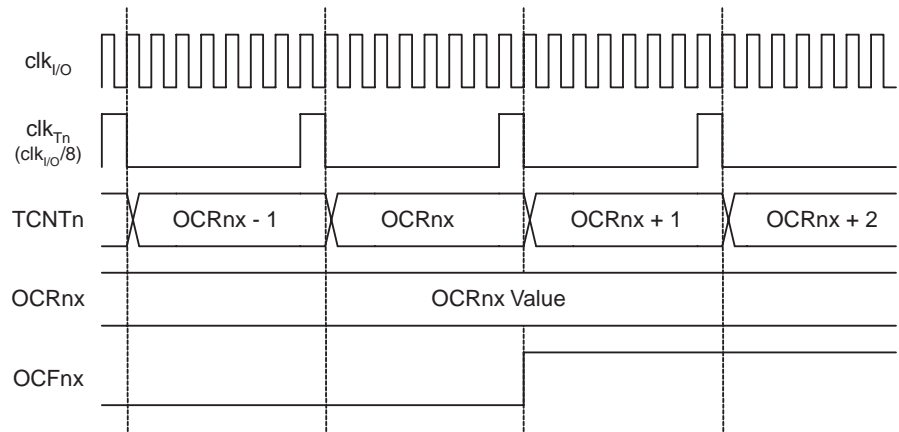 clkI/O
clkTn
(clkI/O/8)
TCNTn OCRnx - 1 OCRnx OCRnx + 1 OCRnx + 2
OCRnx OCRnx Value
OCFnx